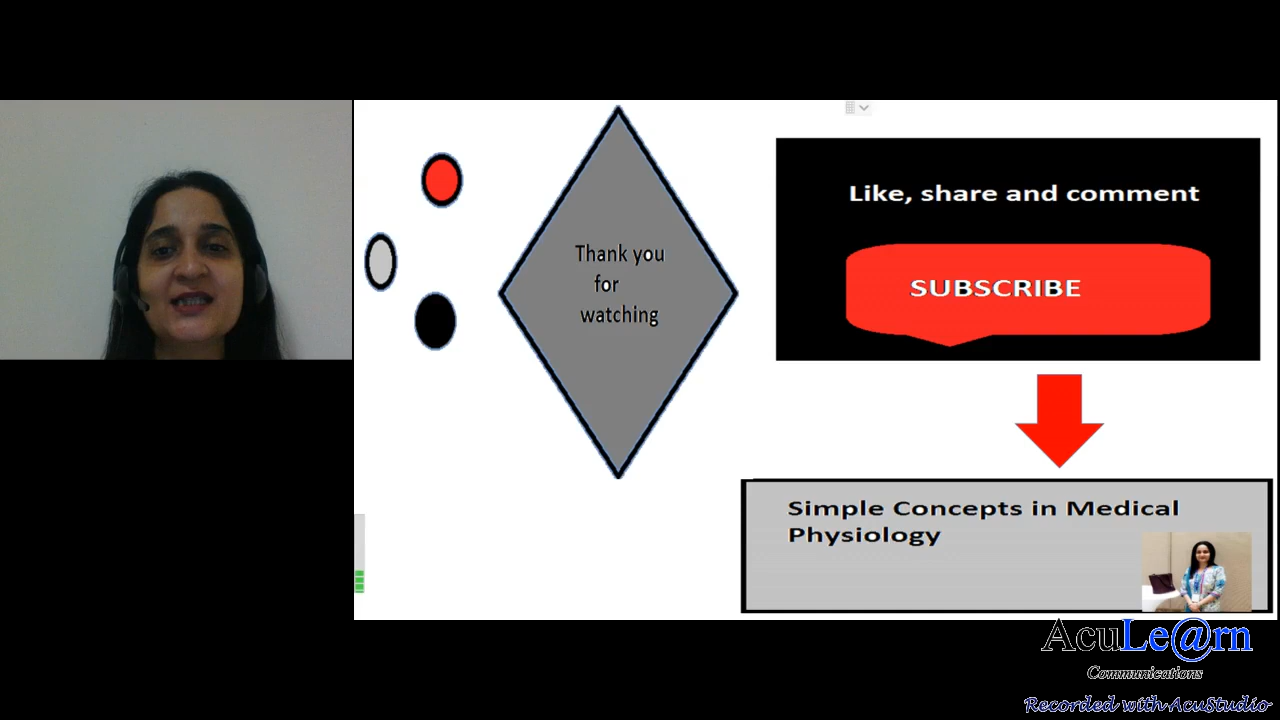 Thank you
for
watching
Like, share and comment
SUBSCRIBE
Simple Concepts in Medical
Physiology
AcuLe@rn
Communications
Recorded with AcuStudio